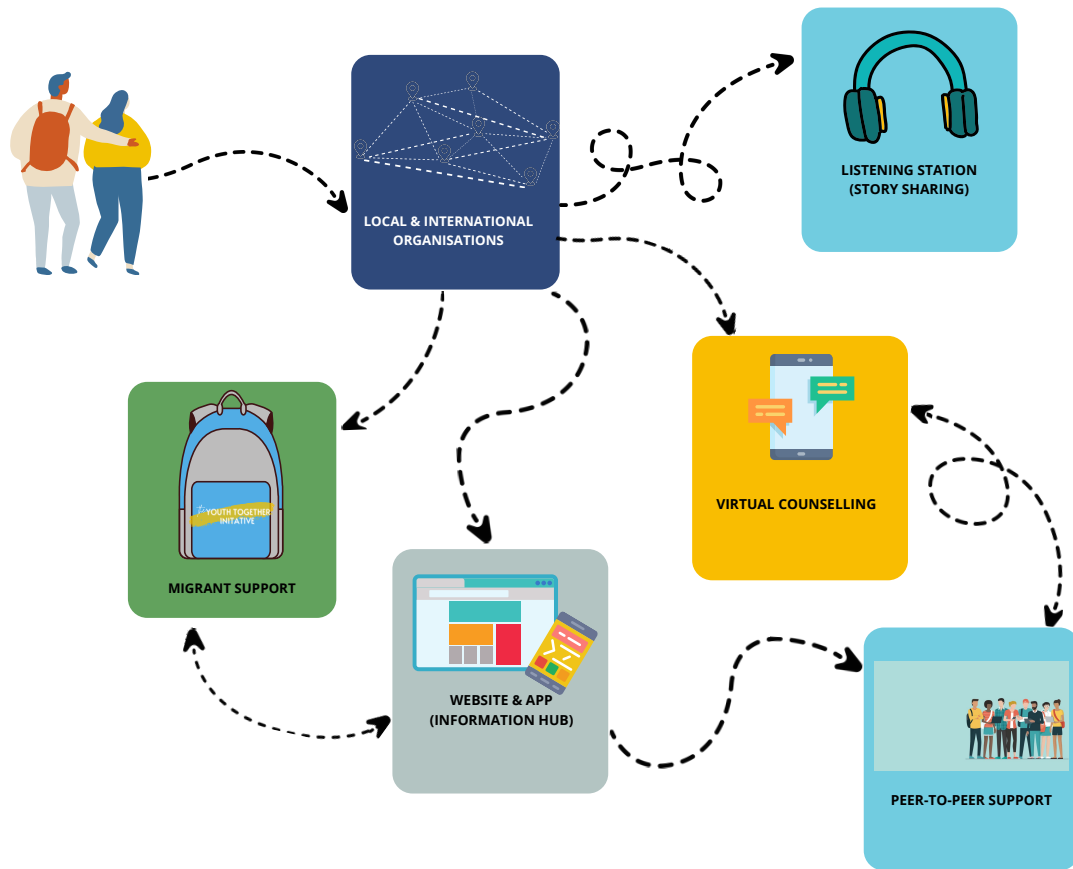 LISTENING STATION
(STORY SHARING)
LOCAL & INTERNATIONAL
ORGANISATIONS
VIRTUAL COUNSELLING
YOUTH TOGETHER
INITATIVE
MIGRANT SUPPORT
WEBSITE & APP
(INFORMATION HUB)
PEER-TO-PEER SUPPORT